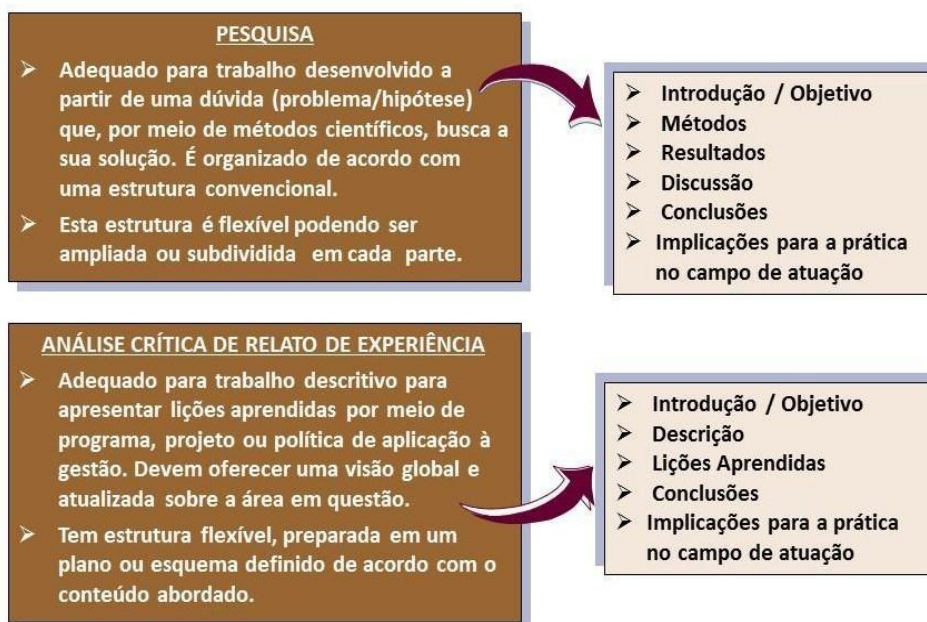 PESQUISA
➢ Adequado para trabalho desenvolvido a
partir de uma dúvida (problema/hipótese)
que, por meio de métodos científicos, busca a
sua solução. É organizado de acordo com
uma estrutura convencional.
➢ Esta estrutura é flexível podendo ser
ampliada ou subdividida em cada parte.
➢ Introdução / Objetivo
➢ Métodos
➢ Resultados
➢ Discussão
➢ Conclusões
➢ Implicações para a prática
no campo de atuação
ANÁLISE CRÍTICA DE RELATO DE EXPERIÊNCIA
➢ Adequado para trabalho descritivo para
apresentar lições aprendidas por meio de
programa, projeto ou política de aplicação à
gestão. Devem oferecer uma visão global e
atualizada sobre a área em questão.
➢ Tem estrutura flexível, preparada em um
plano ou esquema definido de acordo com o
conteúdo abordado.
➢ Introdução / Objetivo
➢ Descrição
➢ Lições Aprendidas
➢ Conclusões
➢ Implicações para a prática
no campo de atuação